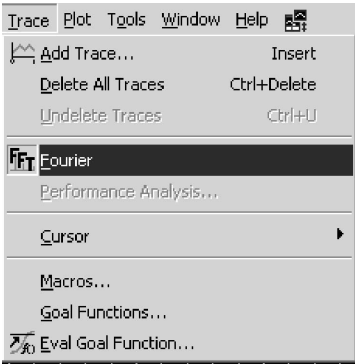 Trace Plot Tools Window Help
Add Trace... Insert
Delete All Traces Ctrl+Delete
Undelete Traces Ctrl+U
FFT Fourier
Performance Analysis...
Cursor
Macros...
Goal Functions...
f() Eval Goal Function...